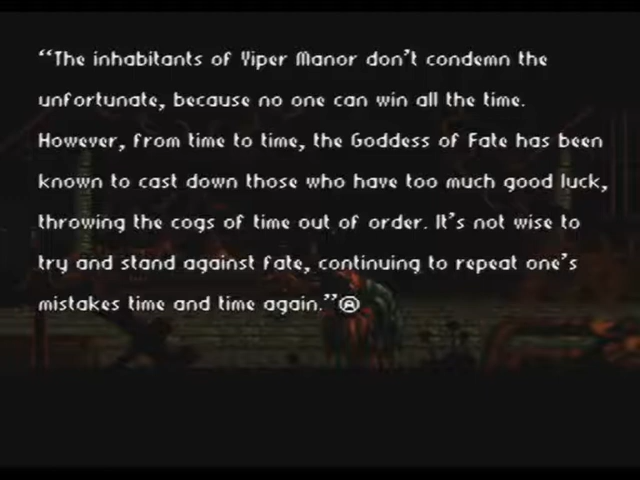 “The inhabitants of Viper Manor don’t condemn the
unfortunate, because no one can win all the time.
However, from time to time, the Goddess of Fate has been
known to cast down those who have too much good luck,
throwing the cogs of time out of order. It’s not wise to
try and stand against fate, continuing to repeat one’s
mistakes time and time again.”Ⓐ